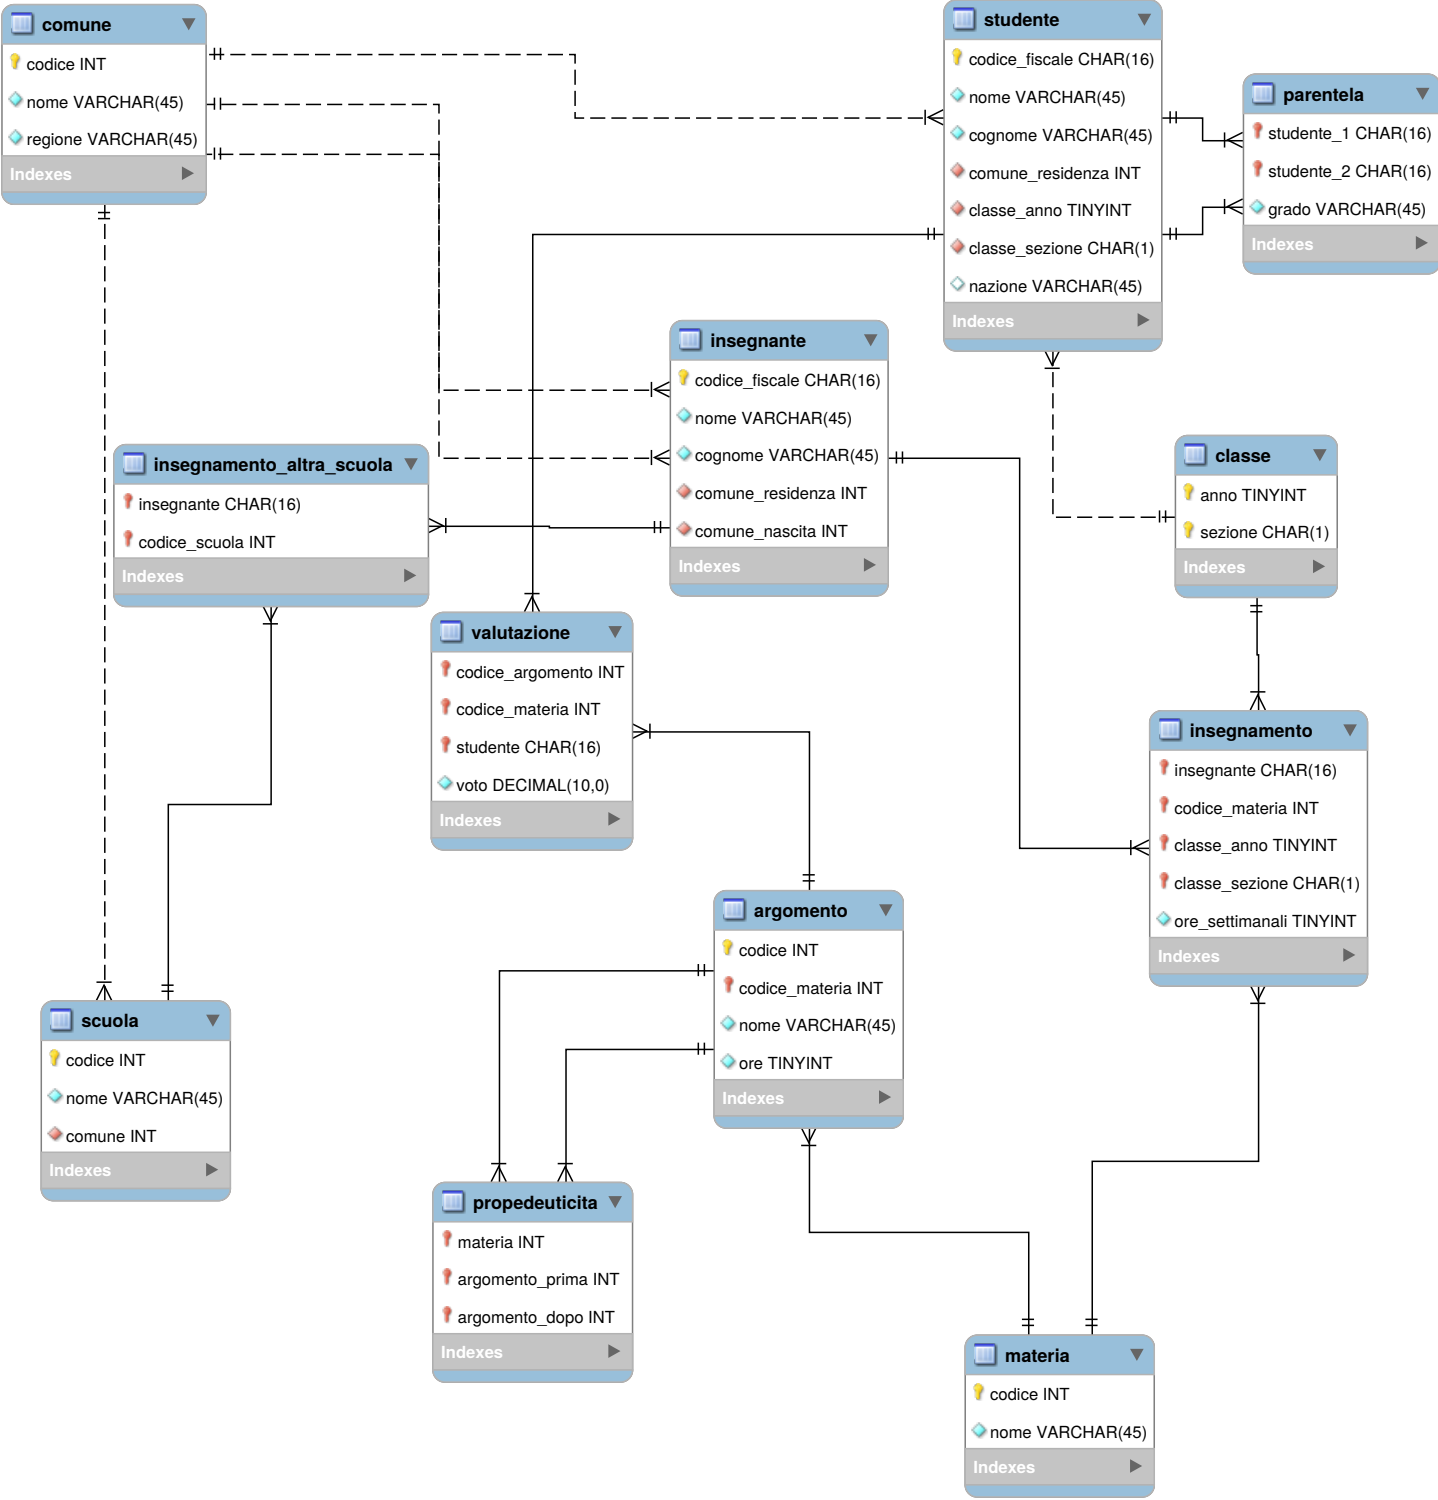 comune
codice INT
nome VARCHAR(45)
regione VARCHAR(45)
Indexes
studente
codice_fiscale CHAR(16)
nome VARCHAR(45)
cognome VARCHAR(45)
comune_residenza INT
classe_anno TINYINT
classe_sezione CHAR(1)
nazione VARCHAR(45)
Indexes
parentela
studente_1 CHAR(16)
studente_2 CHAR(16)
grado VARCHAR(45)
Indexes
insegnante
codice_fiscale CHAR(16)
nome VARCHAR(45)
cognome VARCHAR(45)
comune_residenza INT
comune_nascita INT
Indexes
insegnamento_altra_scuola
insegnante CHAR(16)
codice_scuola INT
Indexes
classe
anno TINYINT
sezione CHAR(1)
Indexes
valutazione
codice_argomento INT
codice_materia INT
studente CHAR(16)
voto DECIMAL(10,0)
Indexes
insegnamento
insegnante CHAR(16)
codice_materia INT
classe_anno TINYINT
classe_sezione CHAR(1)
ore_settimanali TINYINT
Indexes
argomento
codice INT
codice_materia INT
nome VARCHAR(45)
ore TINYINT
Indexes
scuola
codice INT
nome VARCHAR(45)
comune INT
Indexes
propedeuticita
materia INT
argomento_prima INT
argomento_dopo INT
Indexes
materia
codice INT
nome VARCHAR(45)
Indexes